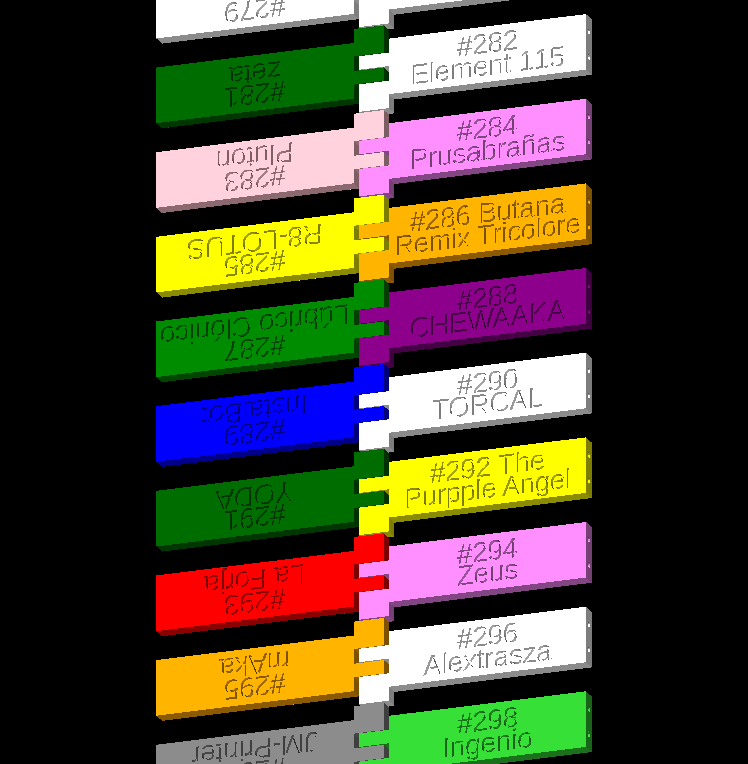 #279
#282
Element 115
#281
zeta
#284
Prusabrañas
#283
Pluton
#286 Butana
Remix Tricolore
#285
R8-LOTUS
#288
CHEWAAKA
#287
Lúbrico Clónico
#290
TORCAL
#289
Insta.Bot
#292 The
Purpple Angel
#291
YODA
#294
Zeus
#293
La Forja
#296
Alextrasza
#295
rnAka
#298
Ingenio
JM-Printer